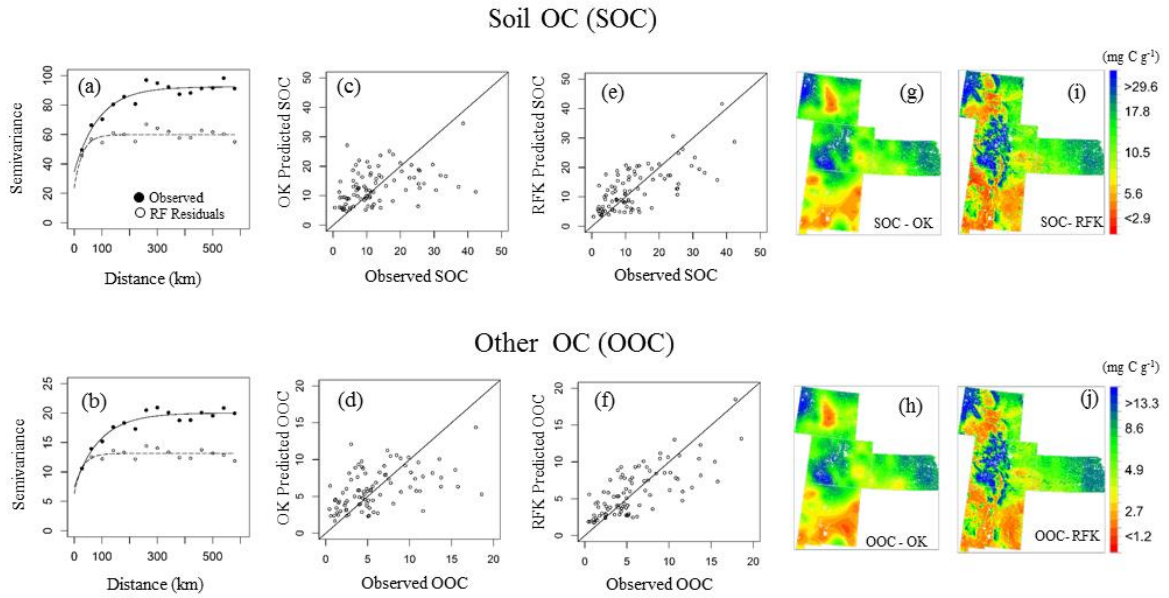 Soil OC (SOC)
(a)
Semivariance
0 20 40 60 80 100
Observed
RF Residuals
0 100 300 500
Distance (km)
(c)
OK Predicted SOC
0 10 20 30 40 50
0 10 20 30 40 50
Observed SOC
(e)
RFK Predicted SOC
0 10 20 30 40 50
0 10 20 30 40 50
Observed SOC
(g)
SOC - OK
(i)
SOC- RFK
(mg C g-1)
>29.6
10.5
5.6
<2.9
Other OC (OOC)
(b)
Semivariance
0 5 10 15 20 25
0 100 300 500
Distance (km)
(d)
OK Predicted OOC
0 5 10 15 20
0 5 10 15 20
Observed OOC
(f)
RFK Predicted OOC
0 5 10 15 20
0 5 10 15 20
Observed OOC
(h)
OOC - OK
(j)
OOC- RFK
(mg C g-1)
>13.3
8.6
4.9
2.7
<1.2